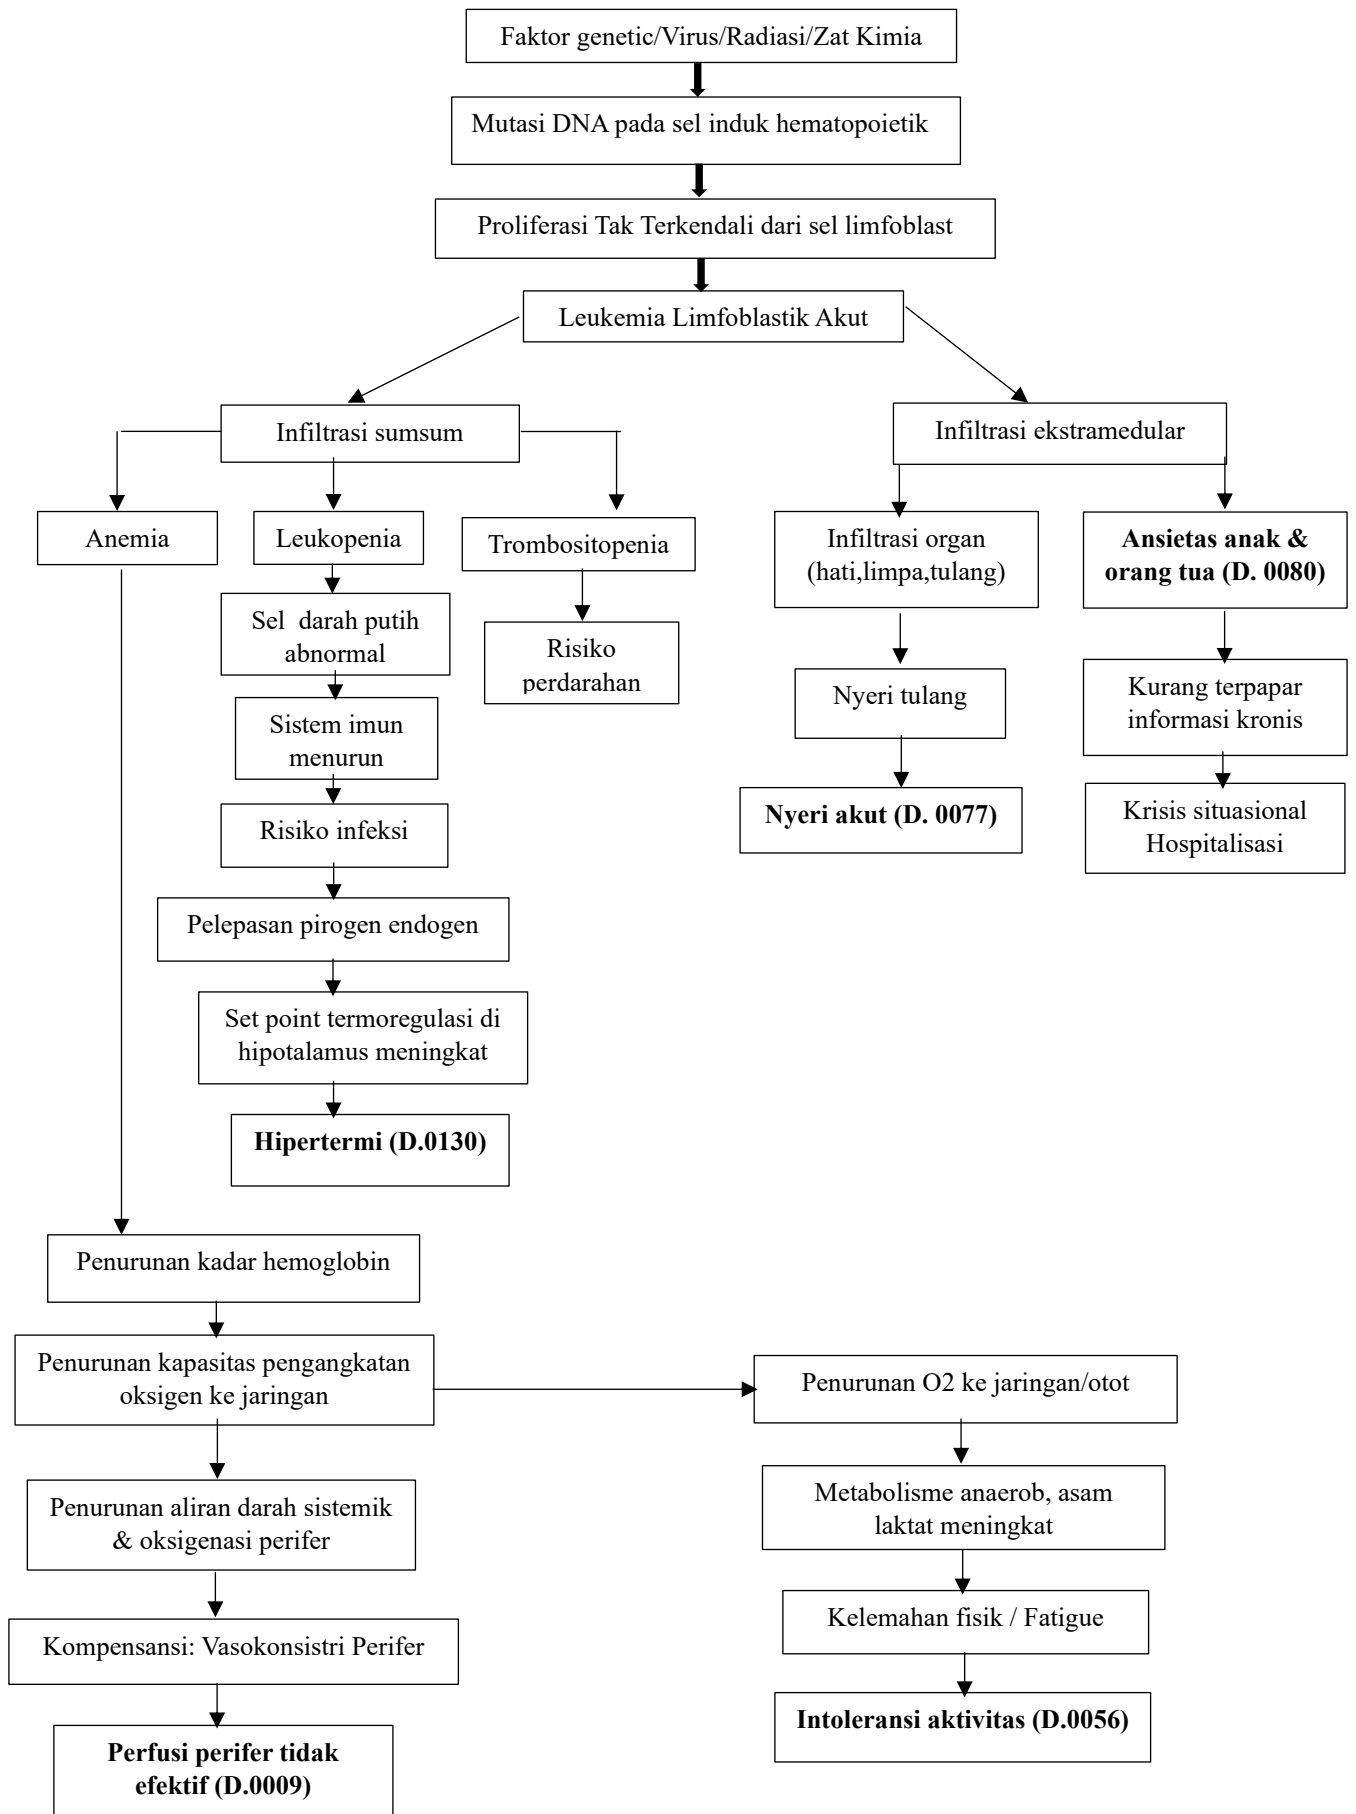 Faktor genetic/Virus/Radiasi/Zat Kimia
Mutasi DNA pada sel induk hematopoietik
Proliferasi Tak Terkendali dari sel limfoblast
Leukemia Limfoblastik Akut
Infiltrasi sumsum
Infiltrasi ekstramedular
Anemia
Leukopenia
Trombositopenia
Infiltrasi organ
(hati,limpa,tulang)
Ansietas anak &
orang tua (D. 0080)
Sel  darah putih
abnormal
Risiko
perdarahan
Nyeri tulang
Kurang terpapar
informasi kronis
Sistem imun
menurun
Nyeri akut (D. 0077)
Krisis situasional
Hospitalisasi
Risiko infeksi
Pelepasan pirogen endogen
Set point termoregulasi di
hipotalamus meningkat
Hipertermi (D.0130)
Penurunan kadar hemoglobin
Penurunan kapasitas pengangkatan
oksigen ke jaringan
Penurunan O2 ke jaringan/otot
Penurunan aliran darah sistemik
& oksigenasi perifer
Metabolisme anaerob, asam
laktat meningkat
Kompensansi: Vasokonsistri Perifer
Kelemahan fisik / Fatigue
Perfusi perifer tidak
efektif (D.0009)
Intoleransi aktivitas (D.0056)